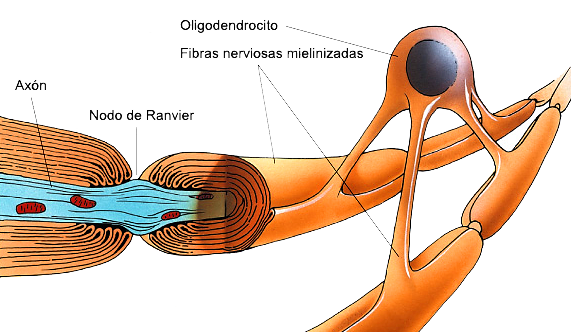 Oligodendrocito
Fibras nerviosas mielinizadas
Axón
Nodo de Ranvier